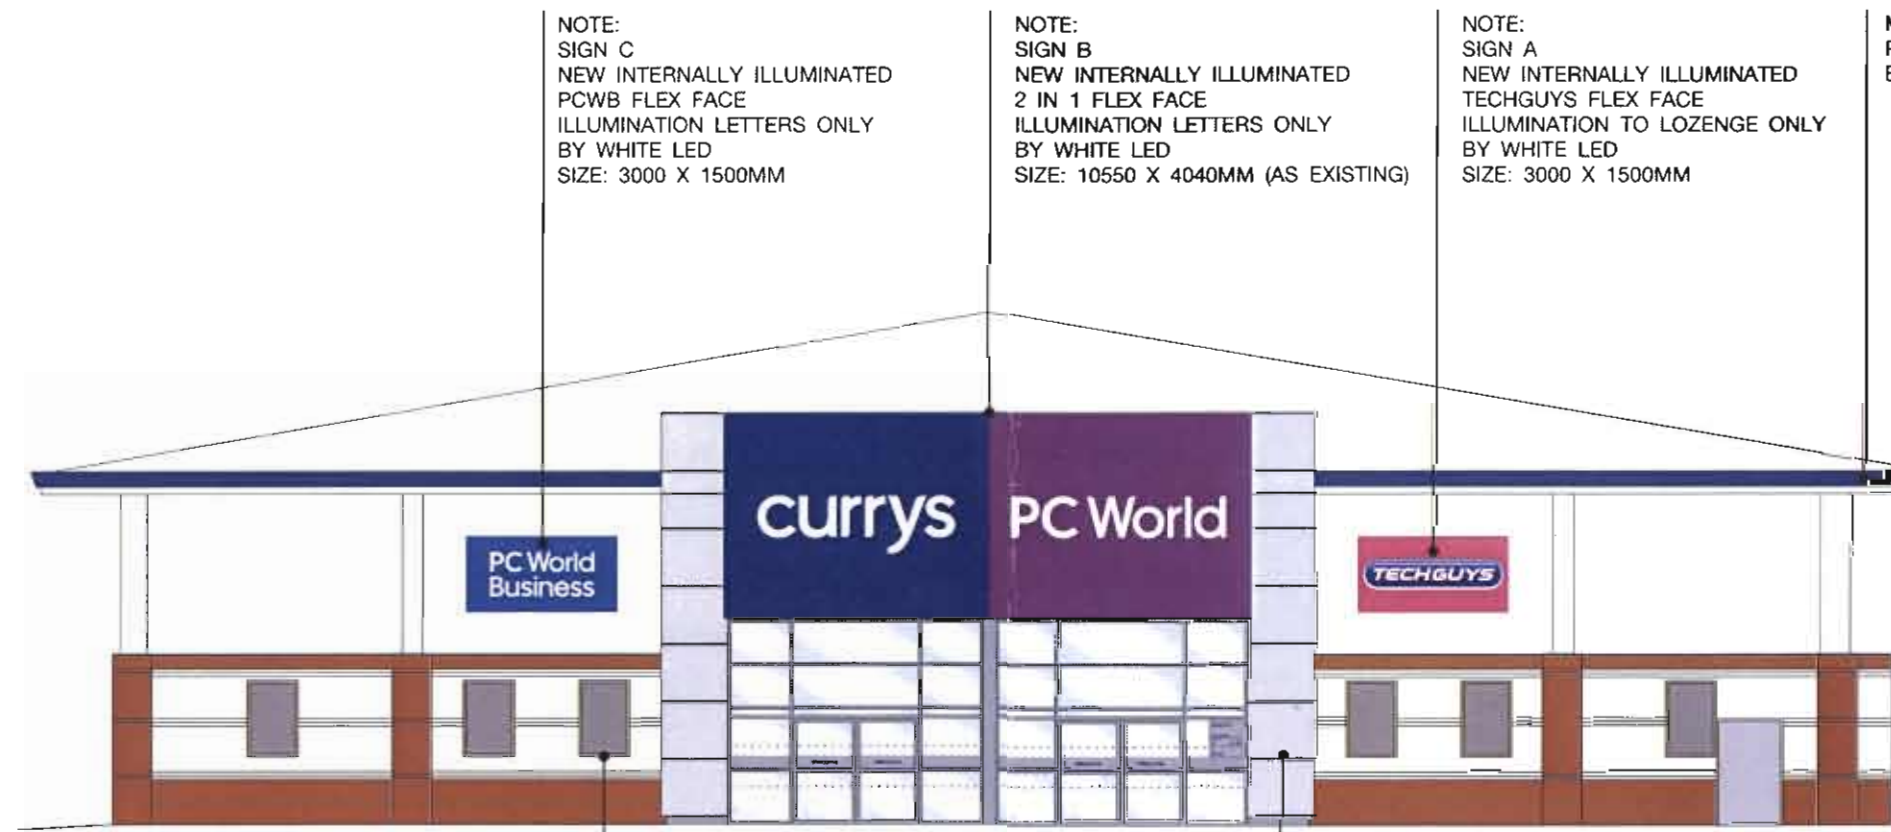 NOTE:
SIGN C
NEW INTERNALLY ILLUMINATED
PCWB FLEX FACE
ILLUMINATION LETTERS ONLY
BY WHITE LED
SIZE: 3000 X 1500MM
NOTE:
SIGN B
NEW INTERNALLY ILLUMINATED
2 IN 1 FLEX FACE
ILLUMINATION LETTERS ONLY
BY WHITE LED
SIZE: 10550 X 4040MM (AS EXISTING)
NOTE:
SIGN A
NEW INTERNALLY ILLUMINATED
TECHGUYS FLEX FACE
ILLUMINATION TO LOZENGE ONLY
BY WHITE LED
SIZE: 3000 X 1500MM
PC World
Business
currys
PC World
TECHGUYS